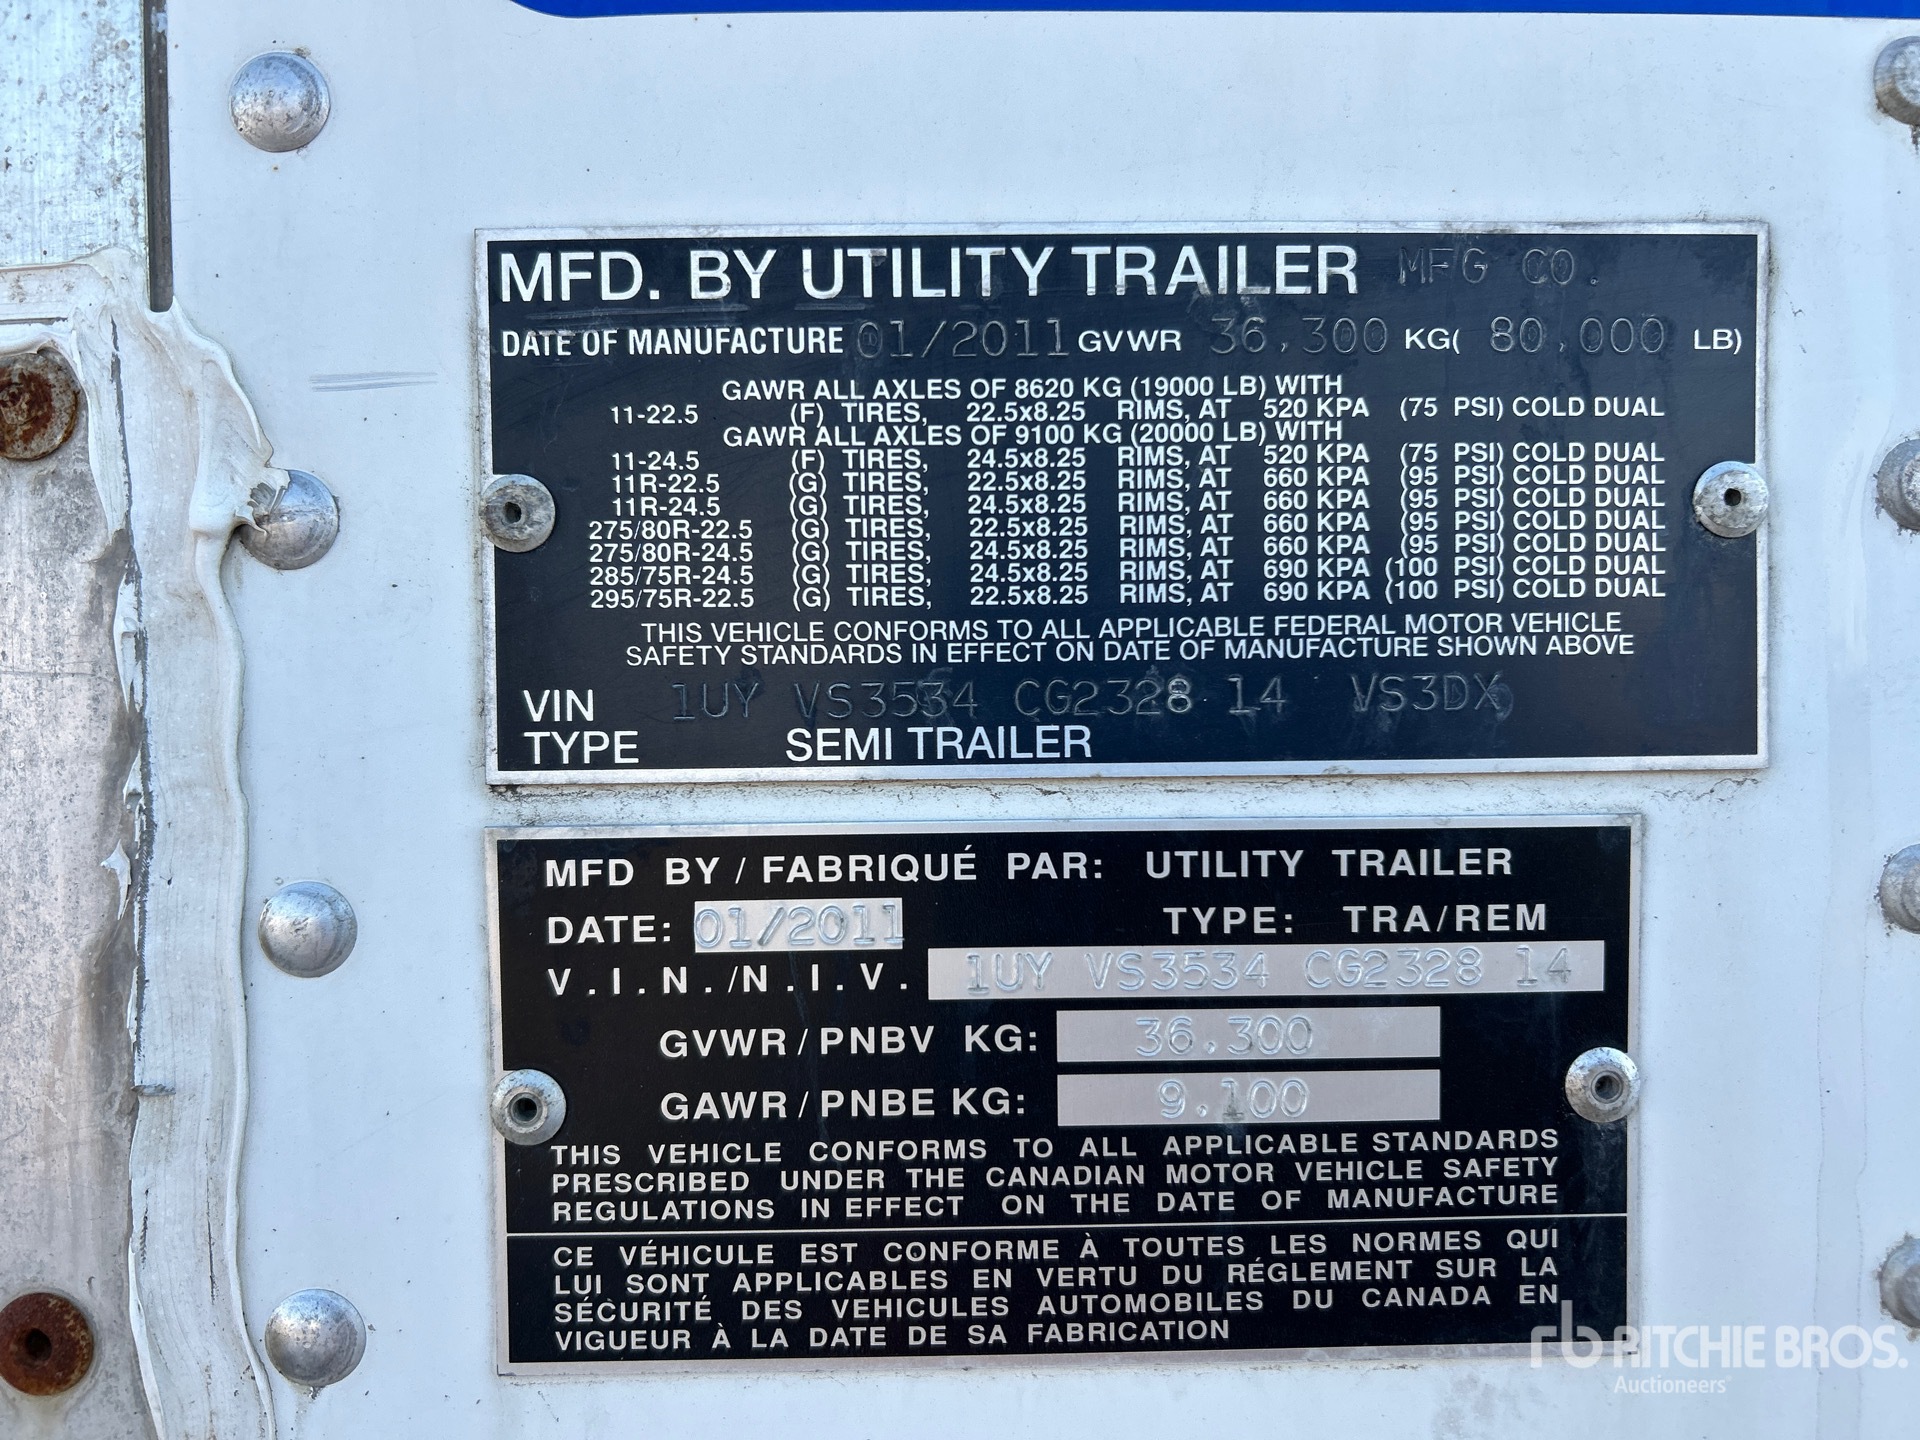 MFD. BY UTILITY TRAILER MFG CO.
DATE OF MANUFACTURE 01/2011 GVWR 36,300 KG( 80,000 LB)
GAWR ALL AXLES OF 8620 KG (19000 LB) WITH
11-22.5 (F) TIRES, 22.5x8.25 RIMS, AT 520 KPA (75 PSI) COLD DUAL
GAWR ALL AXLES OF 9100 KG (20000 LB) WITH
11-24.5 (F) TIRES, 24.5x8.25 RIMS, AT 520 KPA (75 PSI) COLD DUAL
11R-22.5 (G) TIRES, 22.5x8.25 RIMS, AT 660 KPA (95 PSI) COLD DUAL
11R-24.5 (G) TIRES, 24.5x8.25 RIMS, AT 660 KPA (95 PSI) COLD DUAL
275/80R-22.5 (G) TIRES, 22.5x8.25 RIMS, AT 660 KPA (95 PSI) COLD DUAL
275/80R-24.5 (G) TIRES, 24.5x8.25 RIMS, AT 660 KPA (95 PSI) COLD DUAL
285/75R-24.5 (G) TIRES, 24.5x8.25 RIMS, AT 690 KPA (100 PSI) COLD DUAL
295/75R-22.5 (G) TIRES, 22.5x8.25 RIMS, AT 690 KPA (100 PSI) COLD DUAL
THIS VEHICLE CONFORMS TO ALL APPLICABLE FEDERAL MOTOR VEHICLE
SAFETY STANDARDS IN EFFECT ON DATE OF MANUFACTURE SHOWN ABOVE
VIN 1UY VS3534 CG2328 14 VS3DX
TYPE SEMI TRAILER
MFD BY / FABRIQUÉ PAR: UTILITY TRAILER
DATE: 01/2011 TYPE: TRA/REM
V.I.N./N.I.V. 1UY VS3534 CG2328 14
GVWR / PNBV KG: 36,300
GAWR / PNBE KG: 9,100
THIS VEHICLE CONFORMS TO ALL APPLICABLE STANDARDS
PRESCRIBED UNDER THE CANADIAN MOTOR VEHICLE SAFETY
REGULATIONS IN EFFECT ON THE DATE OF MANUFACTURE
CE VÉHICULE EST CONFORME À TOUTES LES NORMES QUI
LUI SONT APPLICABLES EN VERTU DU RÉGLEMENT SUR LA
SÉCURITÉ DES VEHICULES AUTOMOBILES DU CANADA EN
VIGUEUR À LA DATE DE SA FABRICATION
rb RITCHIE BROS.
Auctioneers